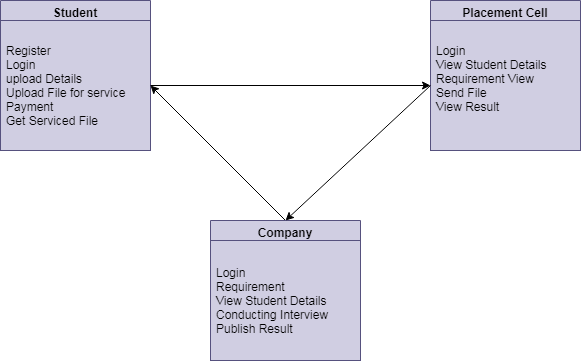 Student
Register
Login
upload Details
Upload File for service
Payment
Get Serviced File
Placement Cell
Login
View Student Details
Requirement View
Send File
View Result
Company
Login
Requirement
View Student Details
Conducting Interview
Publish Result